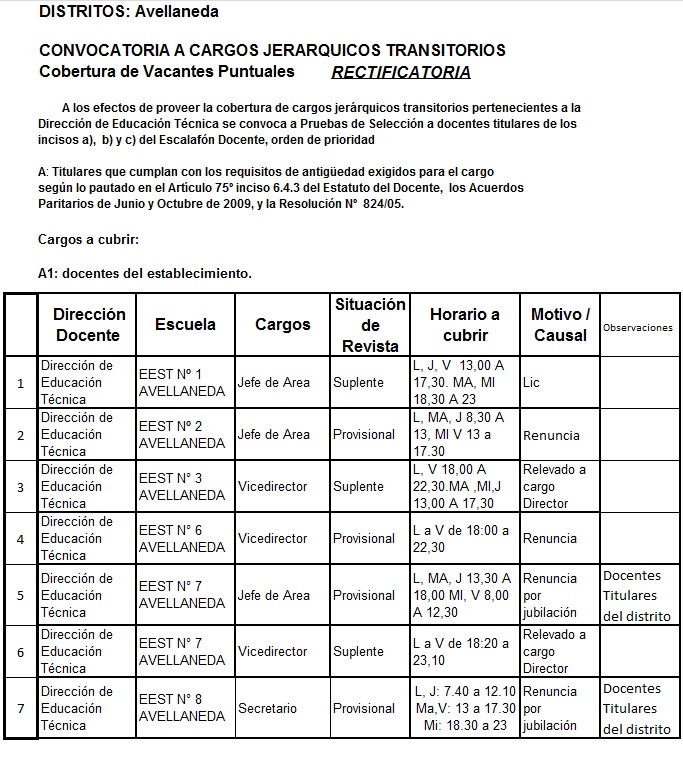 DISTRITOS: Avellaneda
CONVOCATORIA A CARGOS JERARQUICOS TRANSITORIOS
Cobertura de Vacantes Puntuales RECTIFICATORIA
A los efectos de proveer la cobertura de cargos jerárquicos transitorios pertenecientes a la
Dirección de Educación Técnica se convoca a Pruebas de Selección a docentes titulares de los
incisos a), b) y c) del Escalafón Docente, orden de prioridad
A: Titulares que cumplan con los requisitos de antigüedad exigidos para el cargo
según lo pautado en el Artículo 75º inciso 6.4.3 del Estatuto del Docente, los Acuerdos
Paritarios de Junio y Octubre de 2009, y la Resolución Nº 824/05.
Cargos a cubrir:
A1: docentes del establecimiento.
Dirección
Docente
Escuela
Cargos
Situación
de
Revista
Horario a
cubrir
Motivo /
Causal
Observaciones
1
Dirección de
Educación
Técnica
EEST Nº 1
AVELLANEDA
Jefe de Area
Suplente
L, J, V 13,00 A
17,30. MA, MI
18,30 A 23
Lic
2
Dirección de
Educación
Técnica
EEST Nº 2
AVELLANEDA
Jefe de Area
Provisional
L, MA, J 8,30 A
13, MI V 13 a
17.30
Renuncia
3
Dirección de
Educación
Técnica
EEST N° 3
AVELLANEDA
Vicedirector
Suplente
L, V 18,00 A
22,30.MA ,MI,J
13,00 A 17,30
Relevado a
cargo
Director
4
Dirección de
Educación
Técnica
EEST N° 6
AVELLANEDA
Vicedirector
Provisional
L a V de 18:00 a
22,30
Renuncia
5
Dirección de
Educación
Técnica
EEST N° 7
AVELLANEDA
Jefe de Area
Provisional
L, MA, J 13,30 A
18,00 MI, V 8,00
A 12,30
Renuncia
por
jubilación
Docentes
Titulares
del distrito
6
Dirección de
Educación
Técnica
EEST N° 7
AVELLANEDA
Vicedirector
Suplente
L a V de 18:20 a
23,10
Relevado a
cargo
Director
7
Dirección de
Educación
Técnica
EEST N° 8
AVELLANEDA
Secretario
Provisional
L, J: 7.40 a 12.10
Ma,V: 13 a 17.30
Mi: 18.30 a 23
Renuncia
por
jubilación
Docentes
Titulares
del distrito